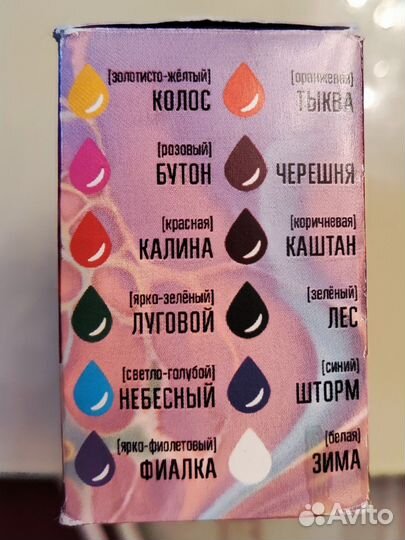 [золотисто-жёлтый]
КОЛОС
[оранжевая]
ТЫКВА
[розовый]
БУТОН
ЧЕРЕШНЯ
[красная]
КАЛИНА
[коричневая]
КАШТАН
[ярко-зелёный]
ЛУГОВОЙ
[зелёный]
ЛЕС
[светло-голубой]
НЕБЕСНЫЙ
[синий]
ШТОРМ
[ярко-фиолетовый]
ФИАЛКА
[белая]
ЗИМА
Avito